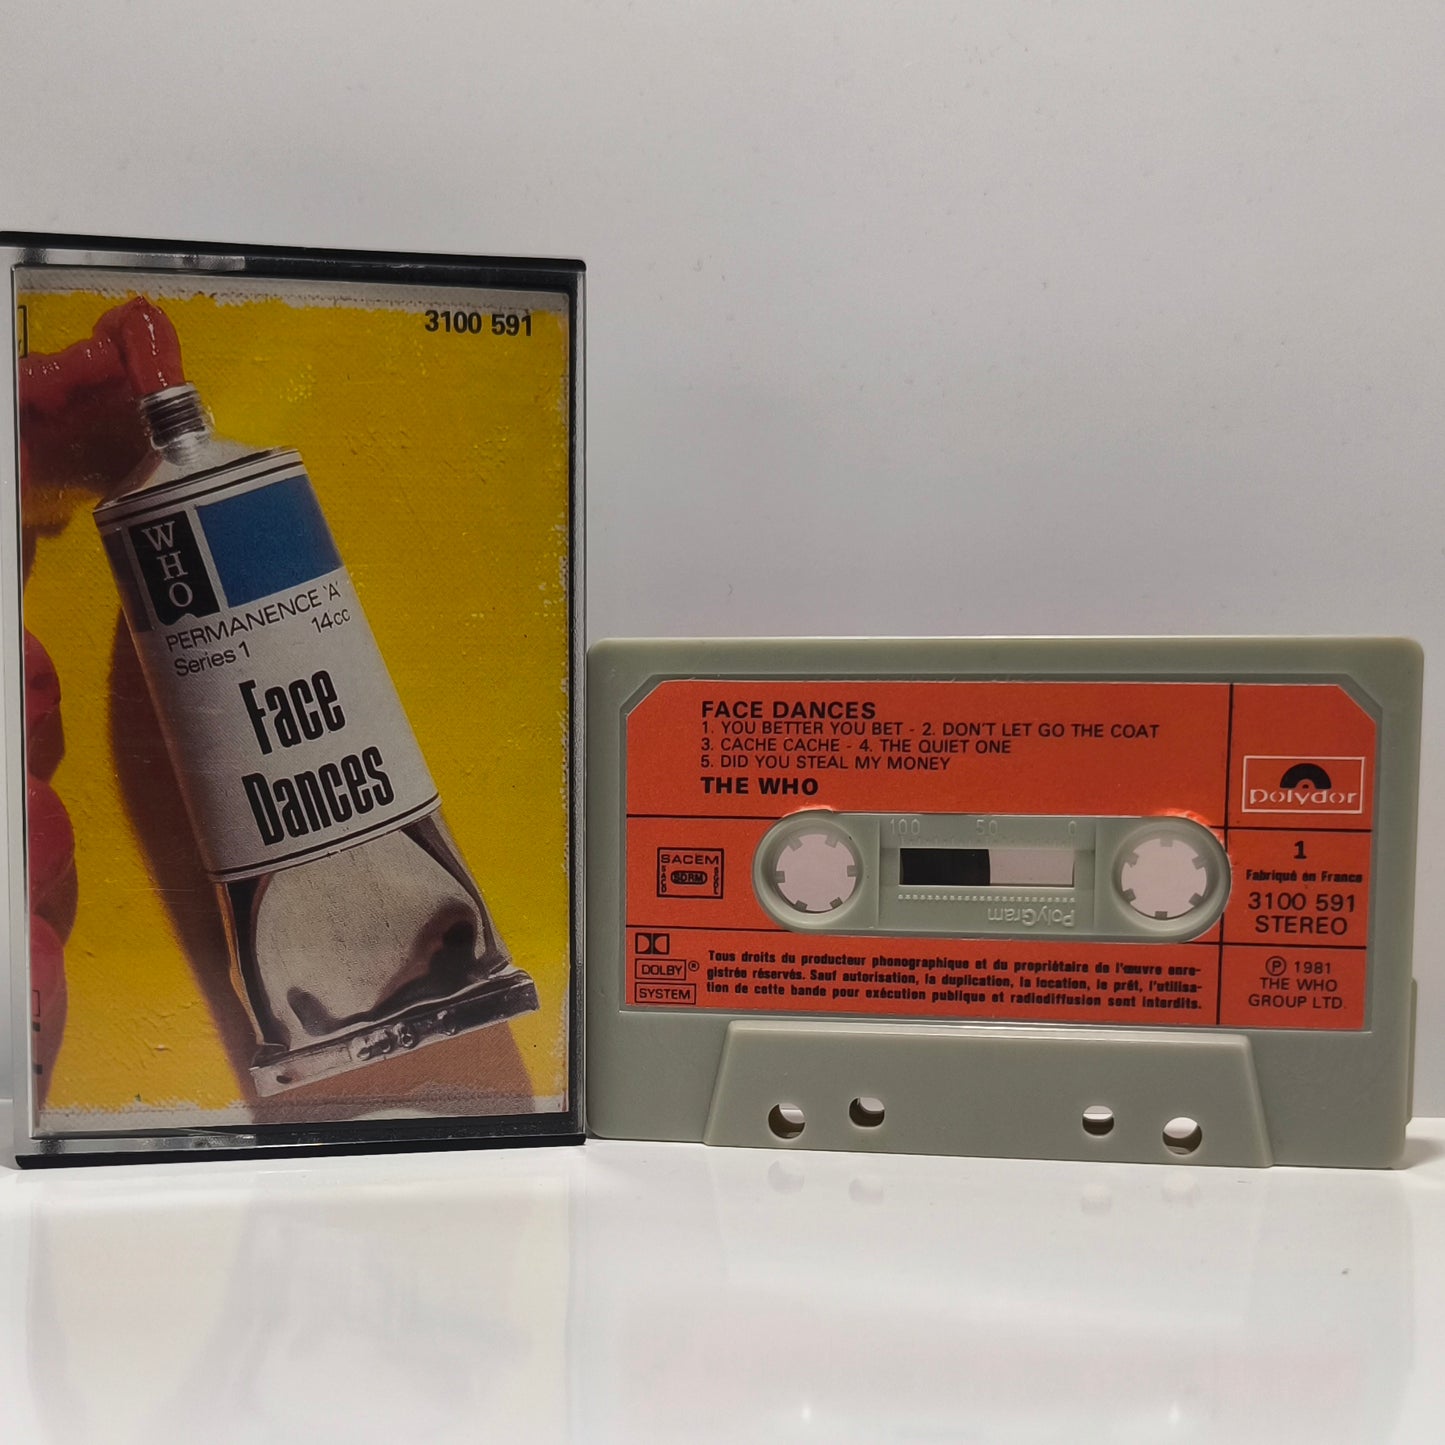 3100 591
WHO
PERMANENCE 'A'
Series 1 14cc
Face
Dances
FACE DANCES
1. YOU BETTER YOU BET - 2. DON'T LET GO THE COAT
3. CACHE CACHE - 4. THE QUIET ONE
5. DID YOU STEAL MY MONEY
THE WHO
polydor
100 50 0
PolyGram
SACEM
SDRM
1
Fabriqué en France
3100 591
STEREO
DOLBY ®
SYSTEM
Tous droits du producteur phonographique et du propriétaire de l'œuvre enre-
gistrée réservés. Sauf autorisation, la duplication, la location, le prêt, l'utilisa-
tion de cette bande pour exécution publique et radiodiffusion sont interdits.
Ⓟ 1981
THE WHO
GROUP LTD.